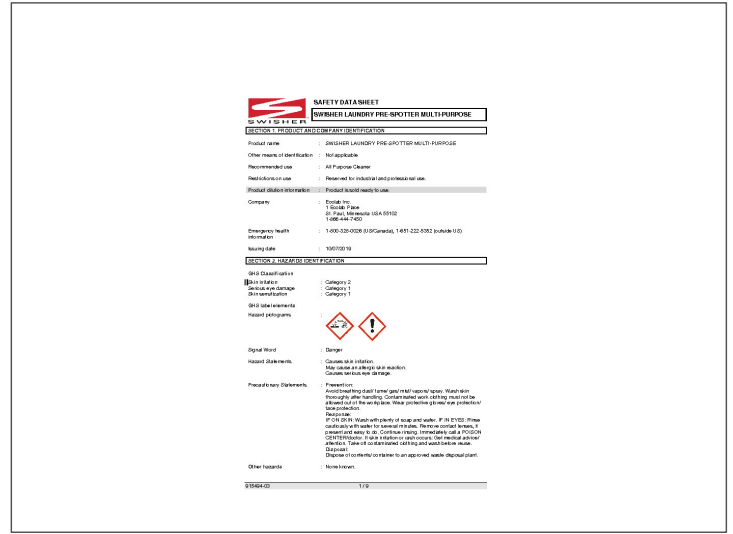 SAFETY DATA SHEET
SWISHER LAUNDRY PRE-SPOTTER MULTI-PURPOSE
SWISHER
SECTION 1. PRODUCT AND COMPANY IDENTIFICATION
Product name : SWISHER LAUNDRY PRE-SPOTTER MULTI-PURPOSE
Other means of identification : Not applicable
Recommended use : All Purpose Cleaner
Restrictions on use : Reserved for industrial and professional use.
Product dilution information : Product is sold ready to use.
Company : Ecolab Inc.
1 Ecolab Place
St. Paul, Minnesota USA 55102
1-866-444-7450
Emergency health : 1-800-328-0026 (US/Canada), 1-651-222-5352 (outside US)
information
Issuing date : 10/07/2019
SECTION 2. HAZARDS IDENTIFICATION
GHS Classification
Skin irritation : Category 2
Serious eye damage : Category 1
Skin sensitization : Category 1
GHS label elements
Hazard pictograms :
Signal Word : Danger
Hazard Statements : Causes skin irritation.
May cause an allergic skin reaction.
Causes serious eye damage.
Precautionary Statements : Prevention:
Avoid breathing dust/ fume/ gas/ mist/ vapors/ spray. Wash skin
thoroughly after handling. Contaminated work clothing must not be
allowed out of the workplace. Wear protective gloves/ eye protection/
face protection.
Response:
IF ON SKIN: Wash with plenty of soap and water. IF IN EYES: Rinse
cautiously with water for several minutes. Remove contact lenses, if
present and easy to do. Continue rinsing. Immediately call a POISON
CENTER/doctor. If skin irritation or rash occurs: Get medical advice/
attention. Take off contaminated clothing and wash before reuse.
Disposal:
Dispose of contents/ container to an approved waste disposal plant.
Other hazards : None known.
915494-03 1 / 9